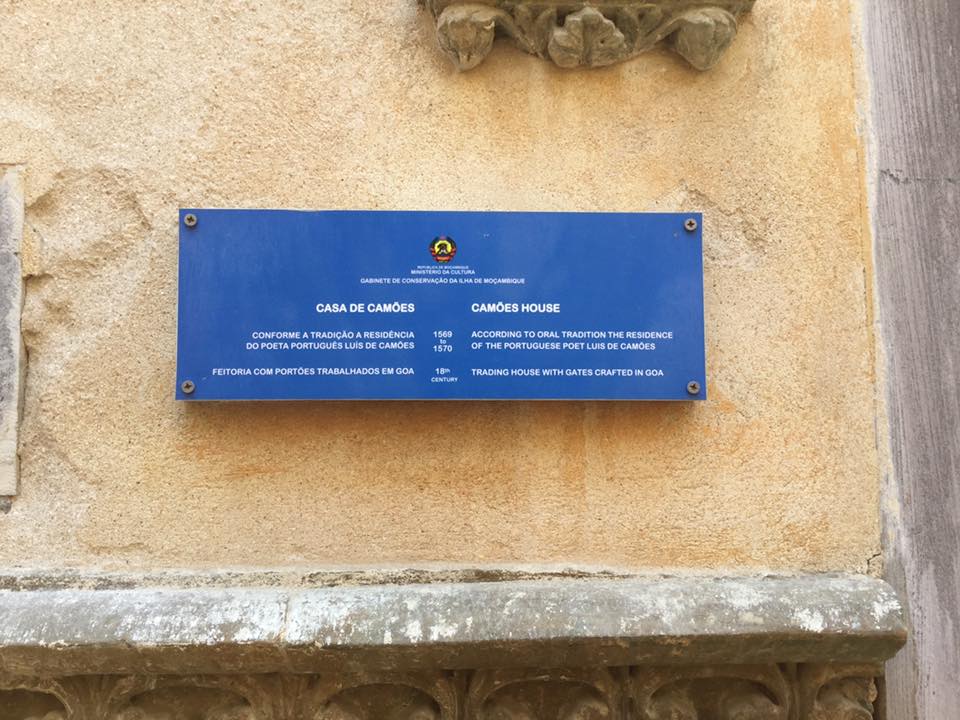 REPÚBLICA DE MOÇAMBIQUE
MINISTÉRIO DA CULTURA
GABINETE DE CONSERVAÇÃO DA ILHA DE MOÇAMBIQUE
CASA DE CAMÕES
CONFORME A TRADIÇÃO A RESIDÊNCIA
DO POETA PORTUGUÊS LUÍS DE CAMÕES
FEITORIA COM PORTÕES TRABALHADOS EM GOA
1569
to
1570
18th
CENTURY
CAMÕES HOUSE
ACCORDING TO ORAL TRADITION THE RESIDENCE
OF THE PORTUGUESE POET LUIS DE CAMÕES
TRADING HOUSE WITH GATES CRAFTED IN GOA